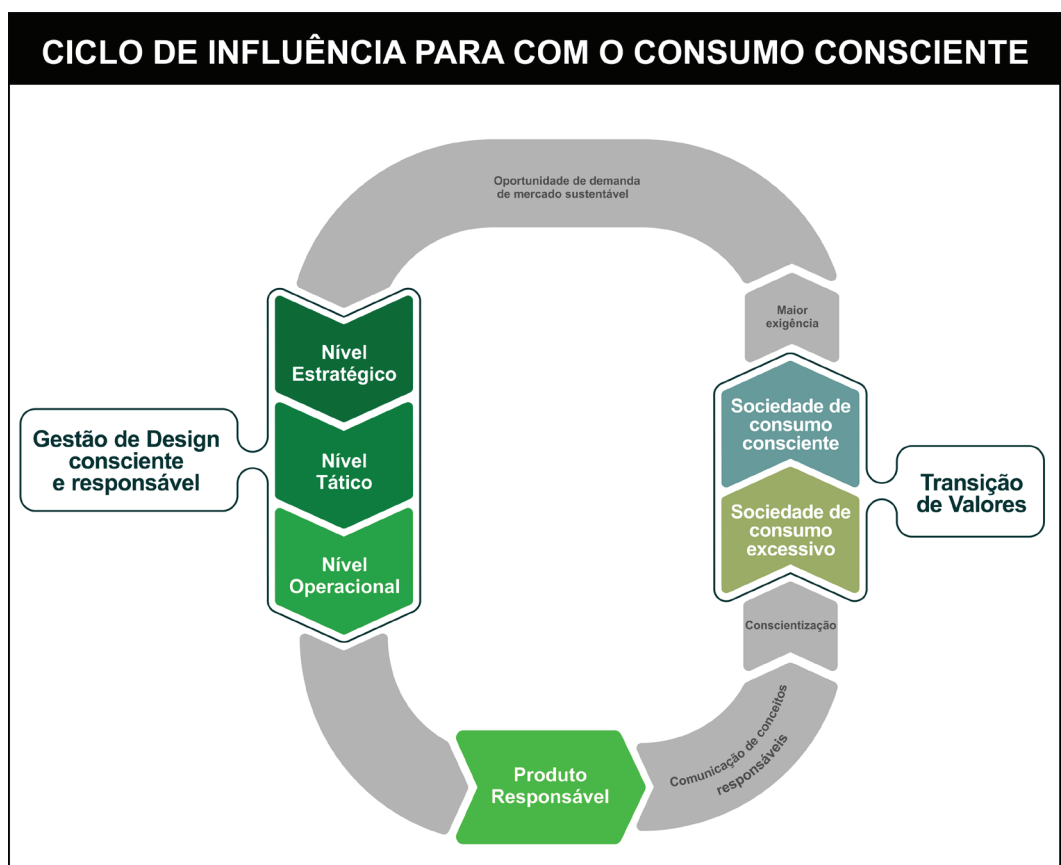 CICLO DE INFLUÊNCIA PARA COM O CONSUMO CONSCIENTE
Oportunidade de demanda
de mercado sustentável
Nível
Estratégico
Nível
Tático
Nível
Operacional
Gestão de Design
consciente
e responsável
Produto
Responsável
Comunicação de conceitos
responsáveis
Conscientização
Sociedade de
consumo
excessivo
Sociedade de
consumo
consciente
Transição
de Valores
Maior
exigência